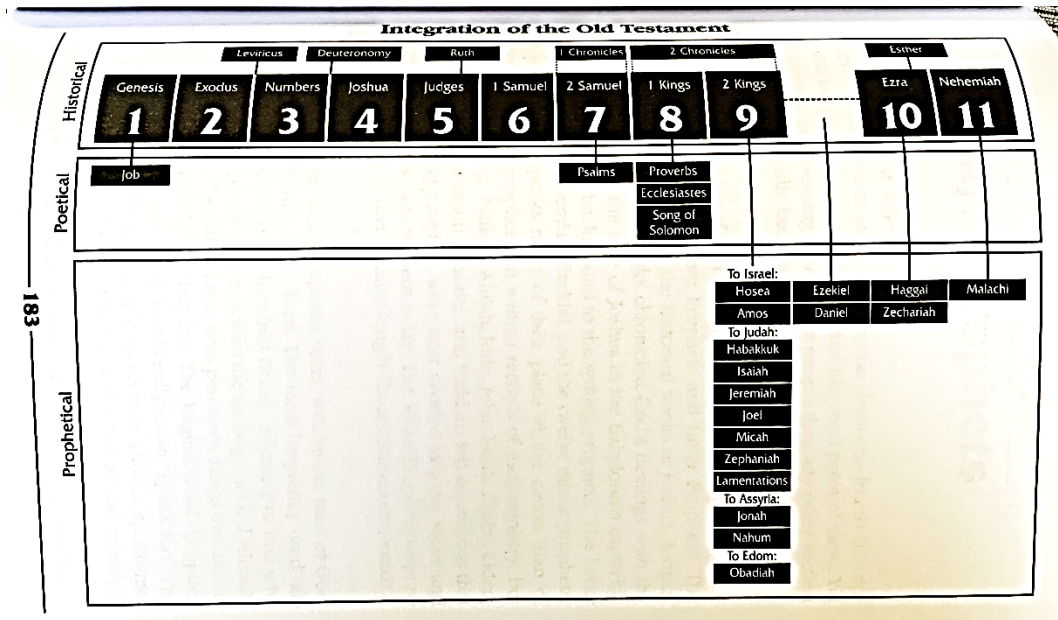 Integration of the Old Testament
Historical
Leviticus Deuteronomy Ruth 1 Chronicles 2 Chronicles Esther
Genesis Exodus Numbers Joshua Judges 1 Samuel 2 Samuel 1 Kings 2 Kings Ezra Nehemiah
1 2 3 4 5 6 7 8 9 10 11
Poetical
Job Psalms Proverbs
Ecclesiastes
Song of
Solomon
Prophetical
To Israel:
Hosea Ezekiel Haggai Malachi
Amos Daniel Zechariah
To Judah:
Habakkuk
Isaiah
Jeremiah
Joel
Micah
Zephaniah
Lamentations
To Assyria:
Jonah
Nahum
To Edom:
Obadiah
183